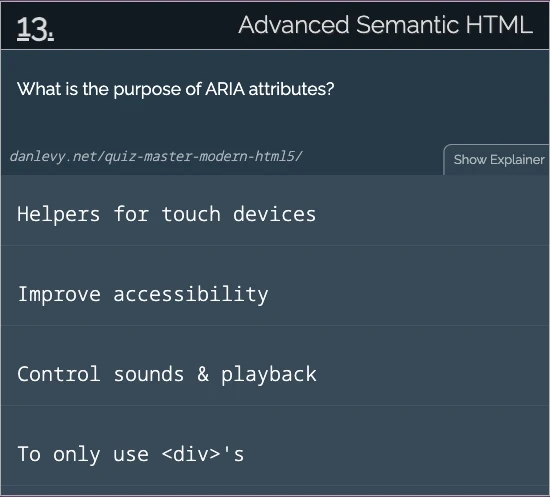 13.
Advanced Semantic HTML
What is the purpose of ARIA attributes?
danlevy.net/quiz-master-modern-html5/
Show Explainer
Helpers for touch devices
Improve accessibility
Control sounds & playback
To only use <div>'s